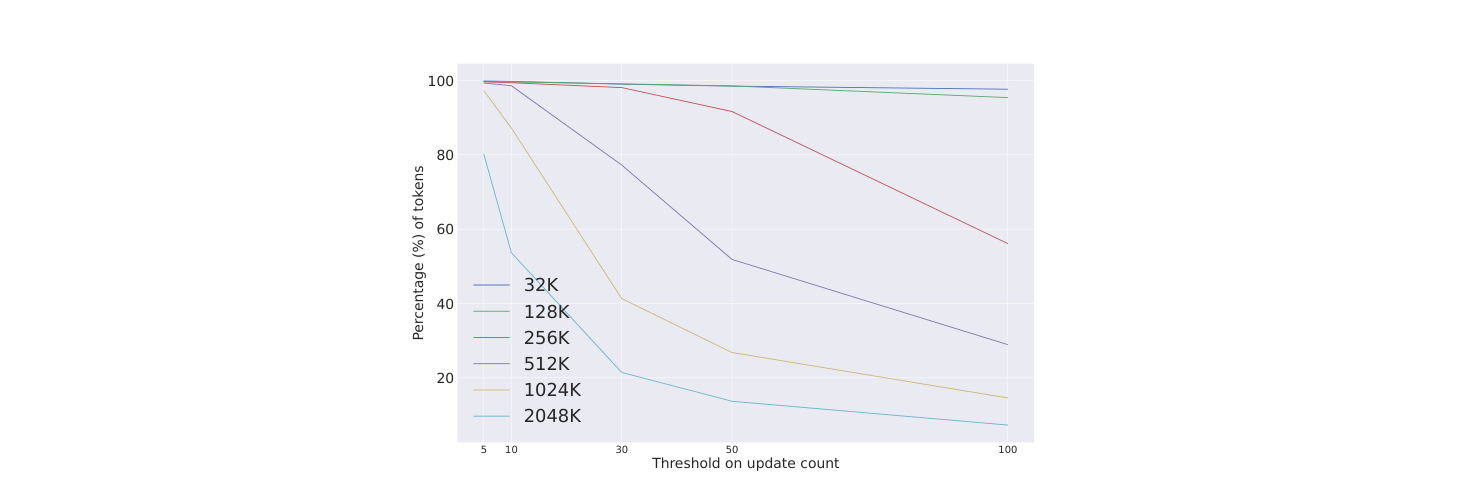 100
80
60
40
20
Percentage (%) of tokens
32K
128K
256K
512K
1024K
2048K
5 10 30 50 100
Threshold on update count